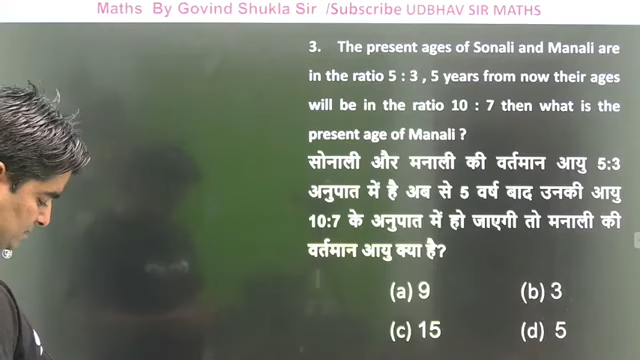 Maths By Govind Shukla Sir /Subscribe UDBHAV SIR MATHS
3. The present ages of Sonali and Manali are
in the ratio 5 : 3 , 5 years from now their ages
will be in the ratio 10 : 7 then what is the
present age of Manali ?
सोनाली और मनाली की वर्तमान आयु 5:3
अनुपात में है अब से 5 वर्ष बाद उनकी आयु
10:7 के अनुपात में हो जाएगी तो मनाली की
वर्तमान आयु क्या है?
(a) 9 (b) 3
(c) 15 (d) 5